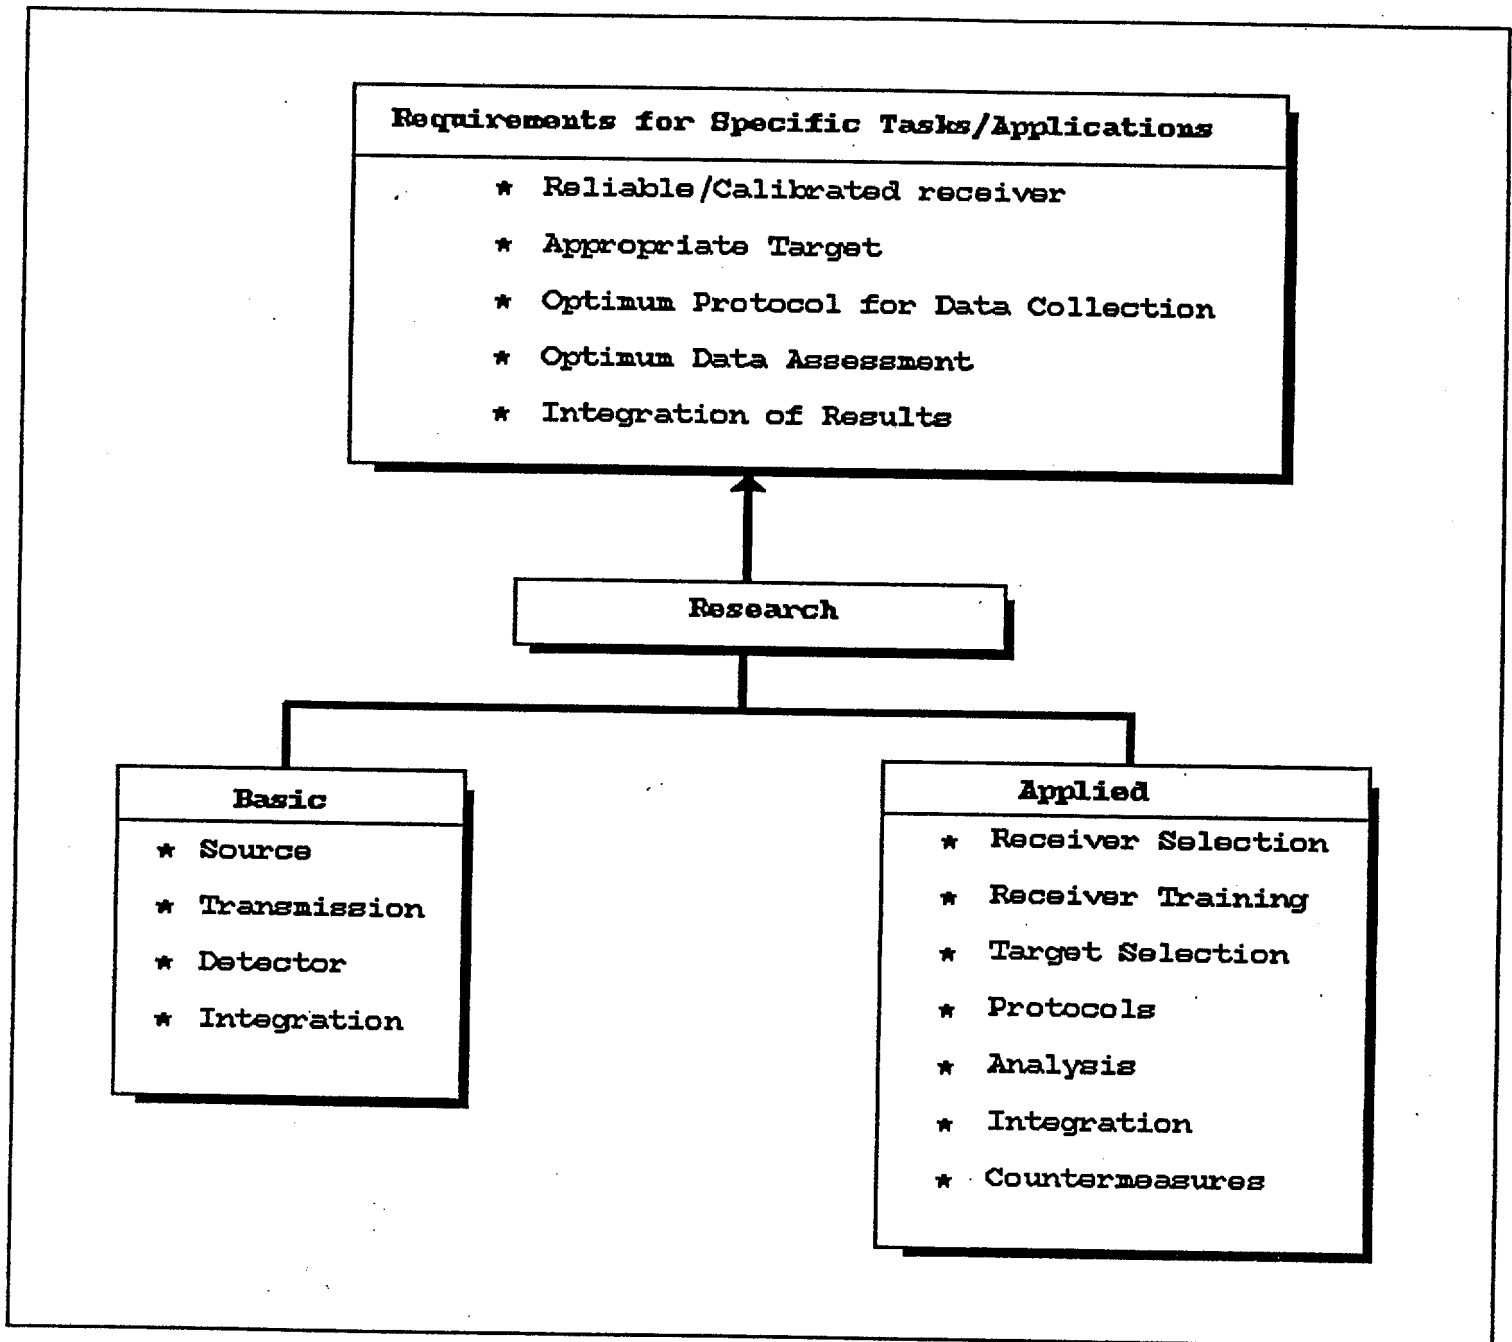 Requirements for Specific Tasks/Applications
* Reliable/Calibrated receiver
* Appropriate Target
* Optimum Protocol for Data Collection
* Optimum Data Assessment
* Integration of Results
Research
Basic
* Source
* Transmission
* Detector
* Integration
Applied
* Receiver Selection
* Receiver Training
* Target Selection
* Protocols
* Analysis
* Integration
* Countermeasures